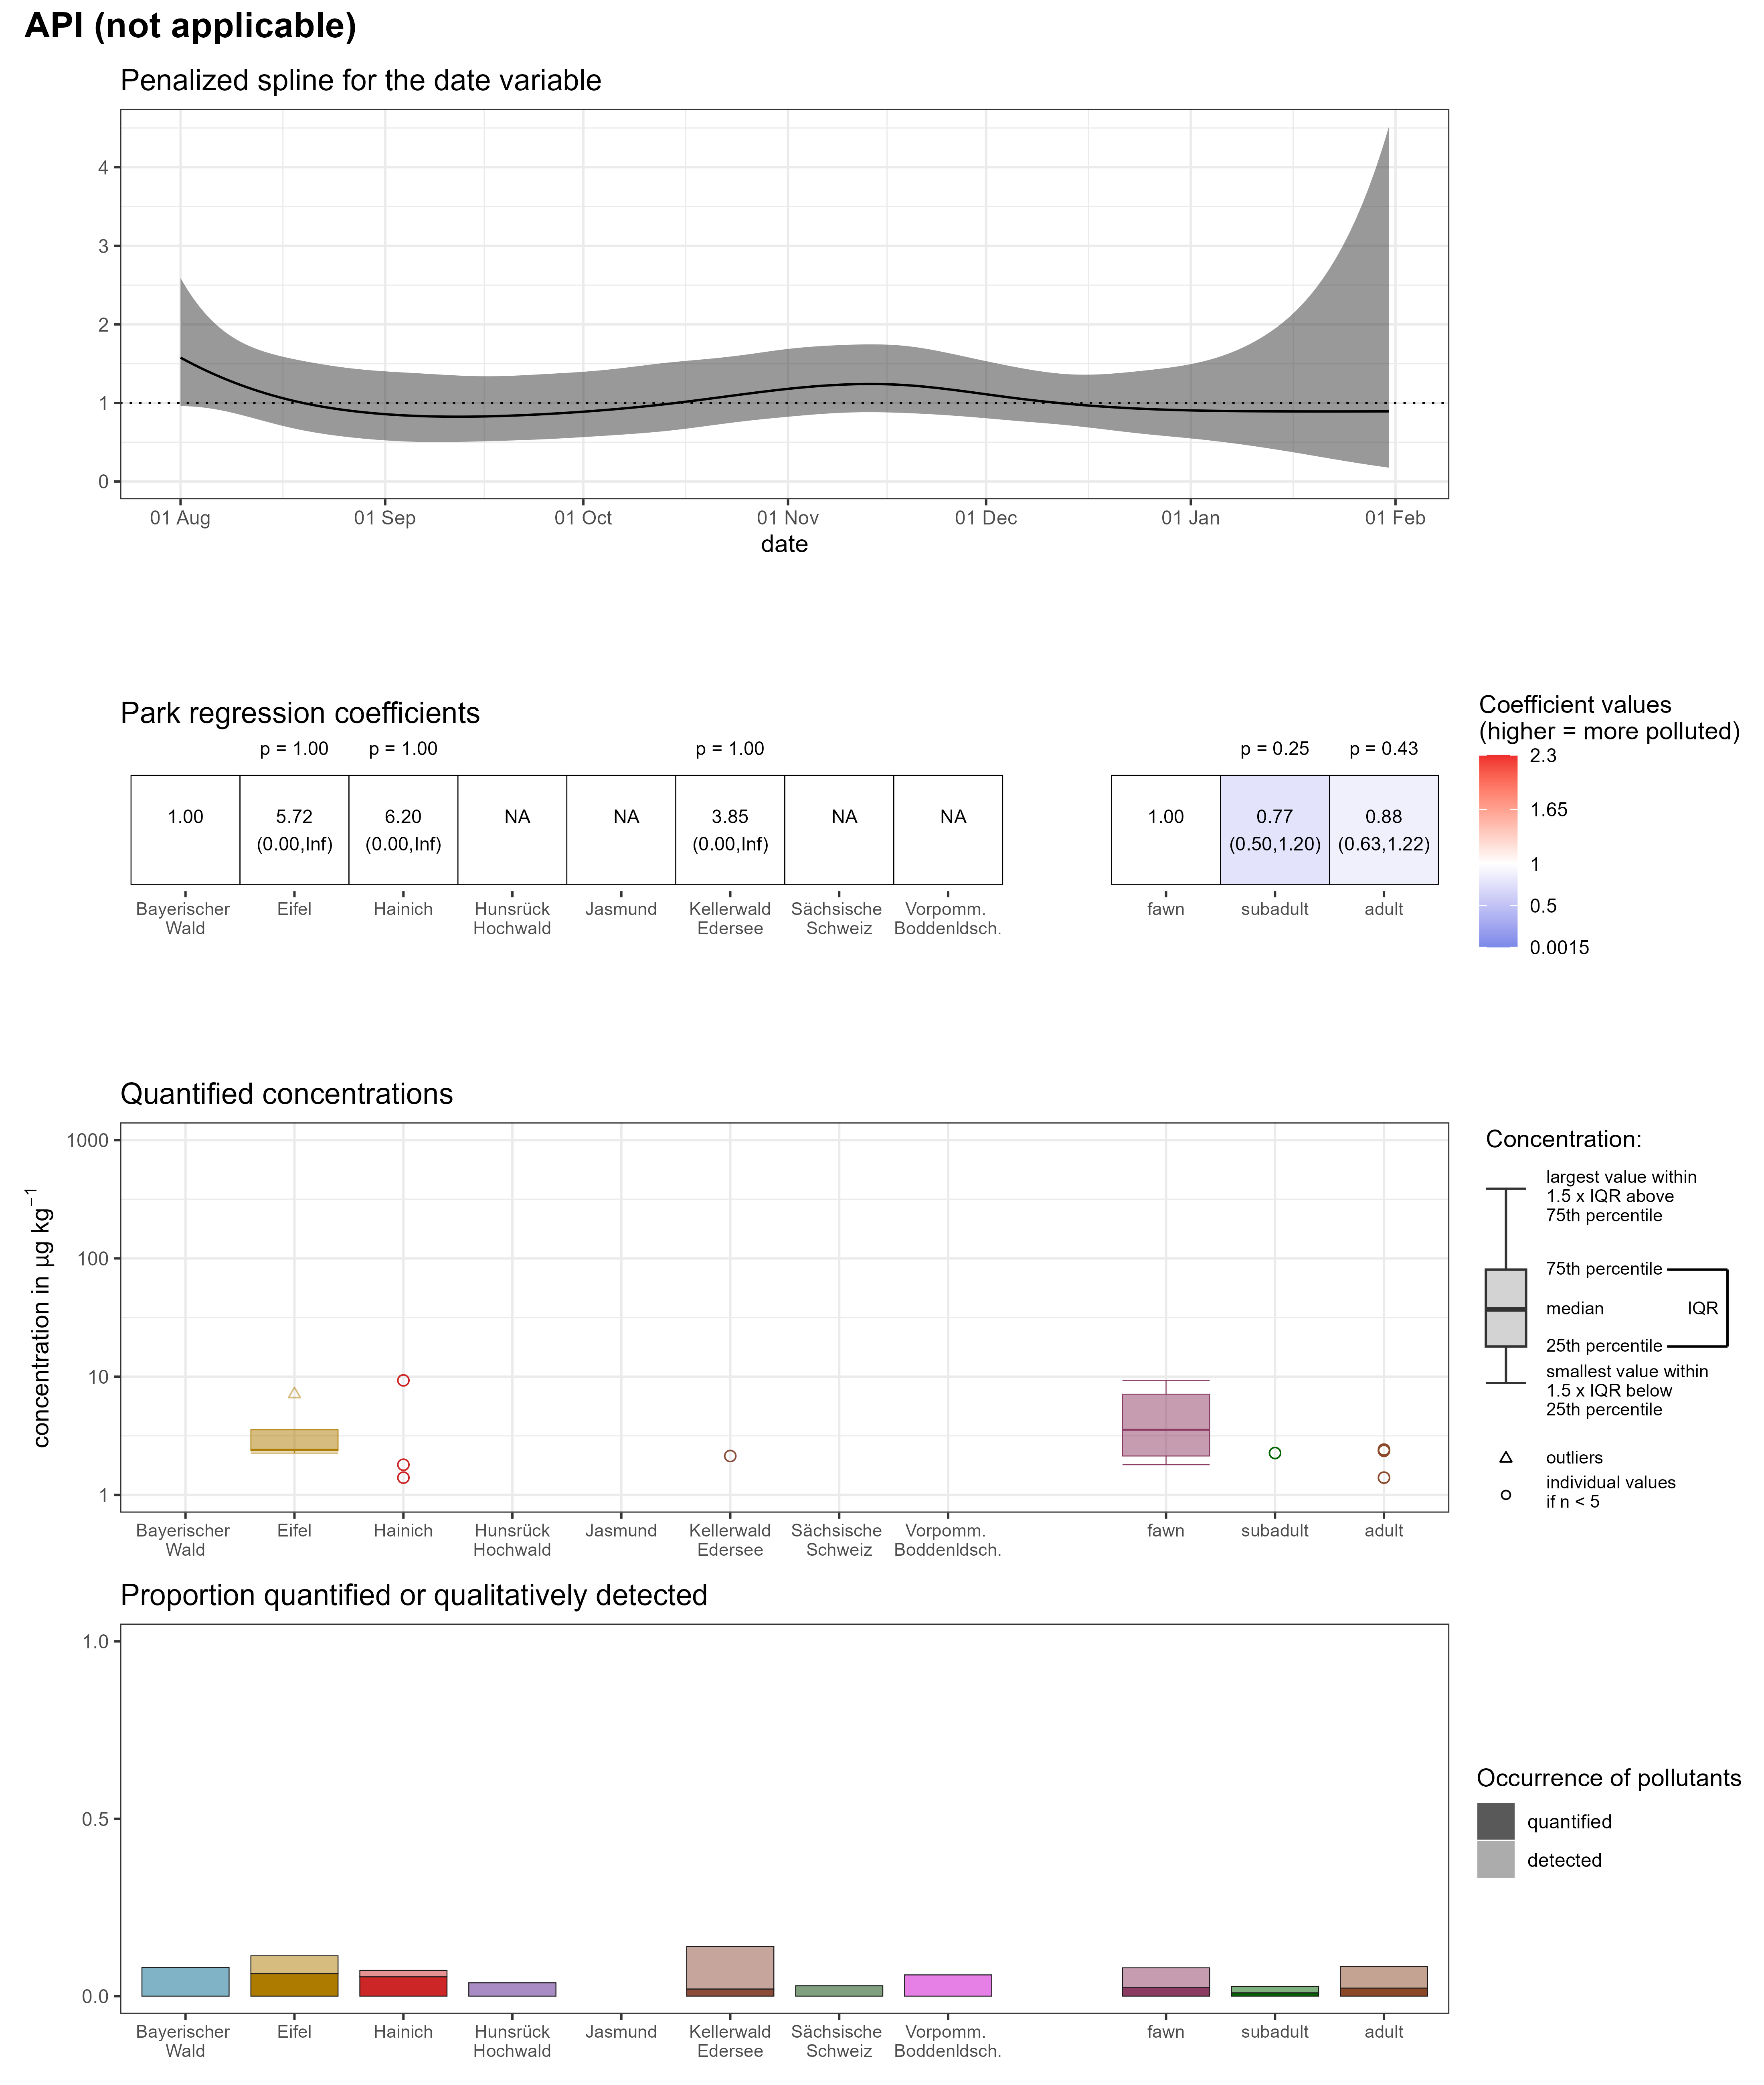 API (not applicable)
Penalized spline for the date variable
4
3
2
1
0
01 Aug 01 Sep 01 Oct 01 Nov 01 Dec 01 Jan 01 Feb
date
Park regression coefficients
p = 1.00 p = 1.00 p = 1.00 p = 0.25 p = 0.43
1.00 5.72 6.20 NA NA 3.85 NA NA 1.00 0.77 0.88
(0.00,Inf) (0.00,Inf) (0.00,Inf) (0.50,1.20) (0.63,1.22)
Bayerischer Eifel Hainich Hunsrück Jasmund Kellerwald Sächsische Vorpomm. fawn subadult adult
Wald Hochwald Edersee Schweiz Boddenldsch.
Coefficient values
(higher = more polluted)
2.3
1.65
1
0.5
0.0015
Quantified concentrations
concentration in µg kg⁻¹
1000
100
10
1
Bayerischer Eifel Hainich Hunsrück Jasmund Kellerwald Sächsische Vorpomm. fawn subadult adult
Wald Hochwald Edersee Schweiz Boddenldsch.
Concentration:
largest value within
1.5 x IQR above
75th percentile
75th percentile
median IQR
25th percentile
smallest value within
1.5 x IQR below
25th percentile
outliers
individual values
if n < 5
Proportion quantified or qualitatively detected
1.0
0.5
0.0
Bayerischer Eifel Hainich Hunsrück Jasmund Kellerwald Sächsische Vorpomm. fawn subadult adult
Wald Hochwald Edersee Schweiz Boddenldsch.
Occurrence of pollutants
quantified
detected